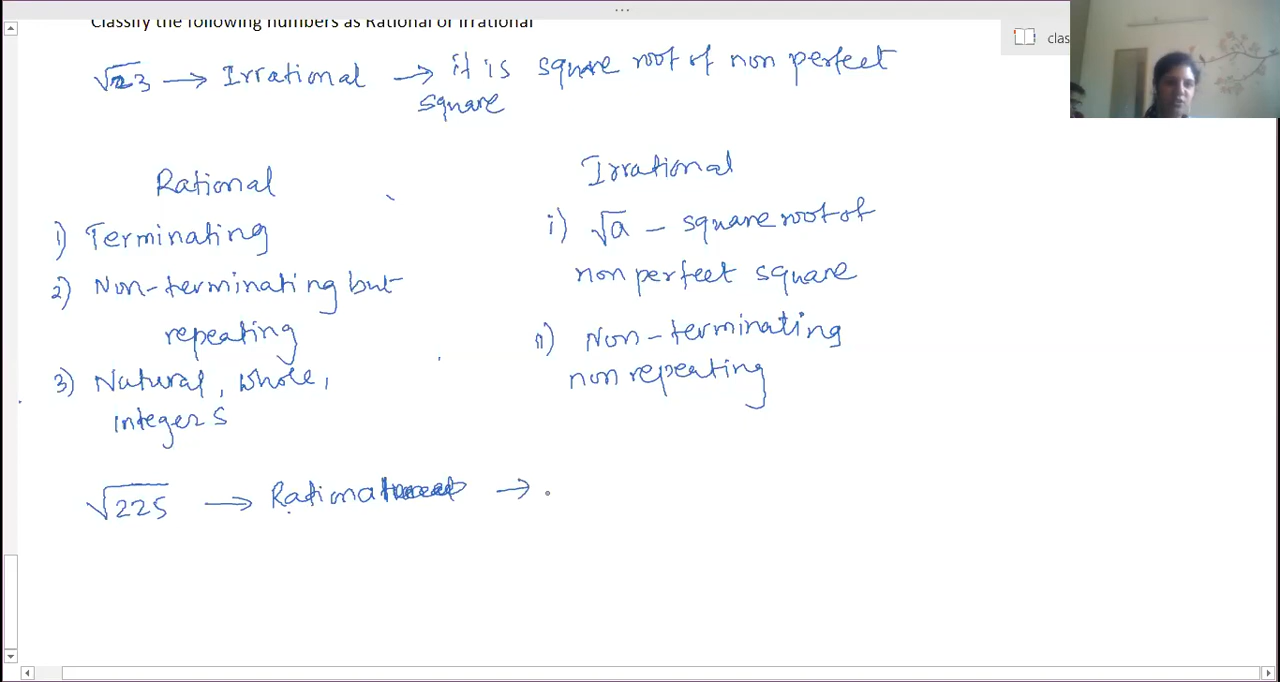 Classify the following numbers as Rational or Irrational
√23 → Irrational → it is square root of non perfect
square
clas
Rational
Irrational
1) Terminating
i) √a - square root of
non perfect square
2) Non-terminating but
repeating
ii) Non-terminating
non repeating
3) Natural, whole,
integers
√225 → Rational →